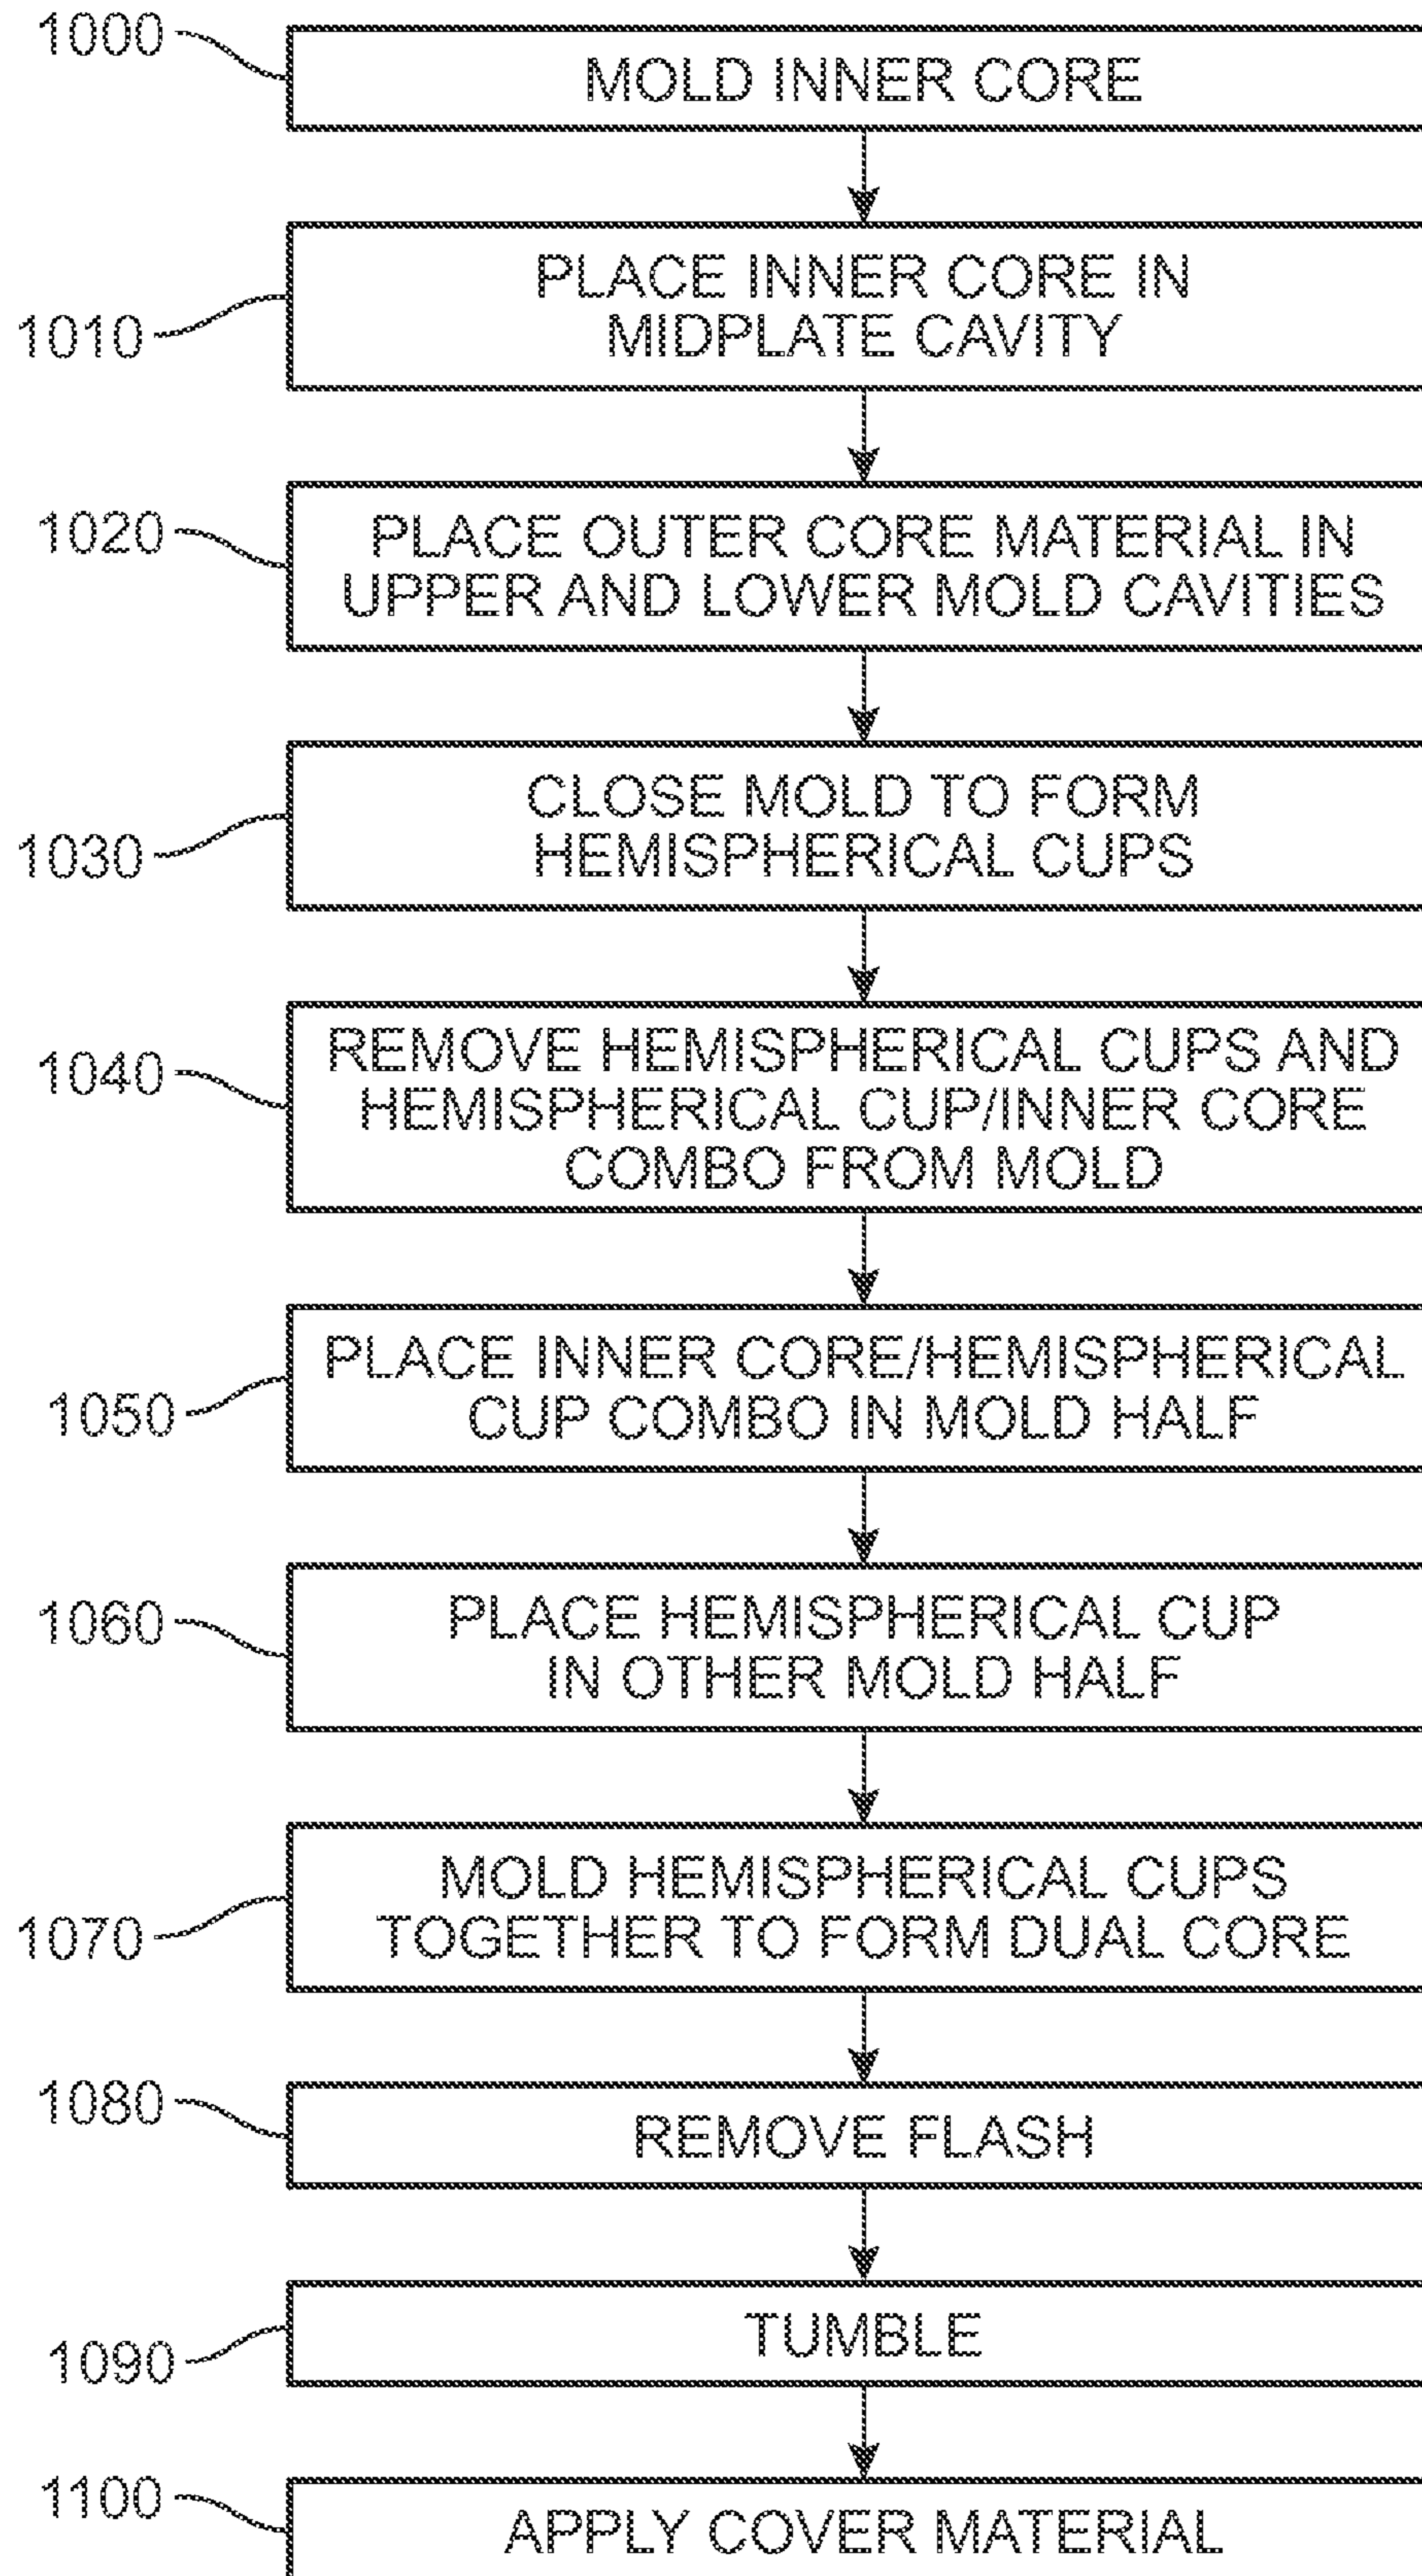 1000
MOLD INNER CORE
1010
PLACE INNER CORE IN
MIDPLATE CAVITY
1020
PLACE OUTER CORE MATERIAL IN
UPPER AND LOWER MOLD CAVITIES
1030
CLOSE MOLD TO FORM
HEMISPHERICAL CUPS
1040
REMOVE HEMISPHERICAL CUPS AND
HEMISPHERICAL CUP/INNER CORE
COMBO FROM MOLD
1050
PLACE INNER CORE/HEMISPHERICAL
CUP COMBO IN MOLD HALF
1060
PLACE HEMISPHERICAL CUP
IN OTHER MOLD HALF
1070
MOLD HEMISPHERICAL CUPS
TOGETHER TO FORM DUAL CORE
1080
REMOVE FLASH
1090
TUMBLE
1100
APPLY COVER MATERIAL